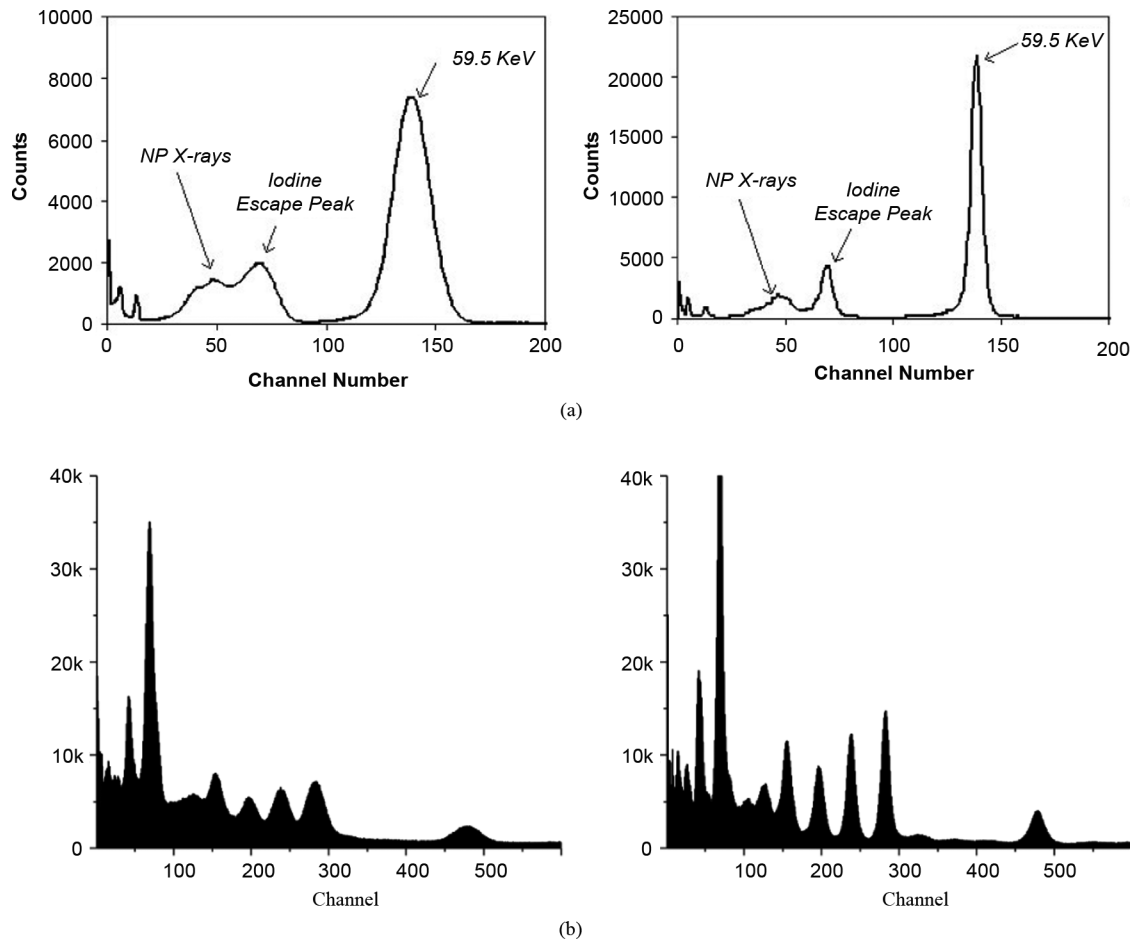 10000
8000
6000
4000
2000
0
Counts
59.5 KeV
NP X-rays
Iodine
Escape Peak
0 50 100 150 200
Channel Number
25000
20000
15000
10000
5000
0
Counts
59.5 KeV
NP X-rays
Iodine
Escape Peak
0 50 100 150 200
Channel Number
(a)
40k
30k
20k
10k
0
100 200 300 400 500
Channel
40k
30k
20k
10k
0
100 200 300 400 500
Channel
(b)